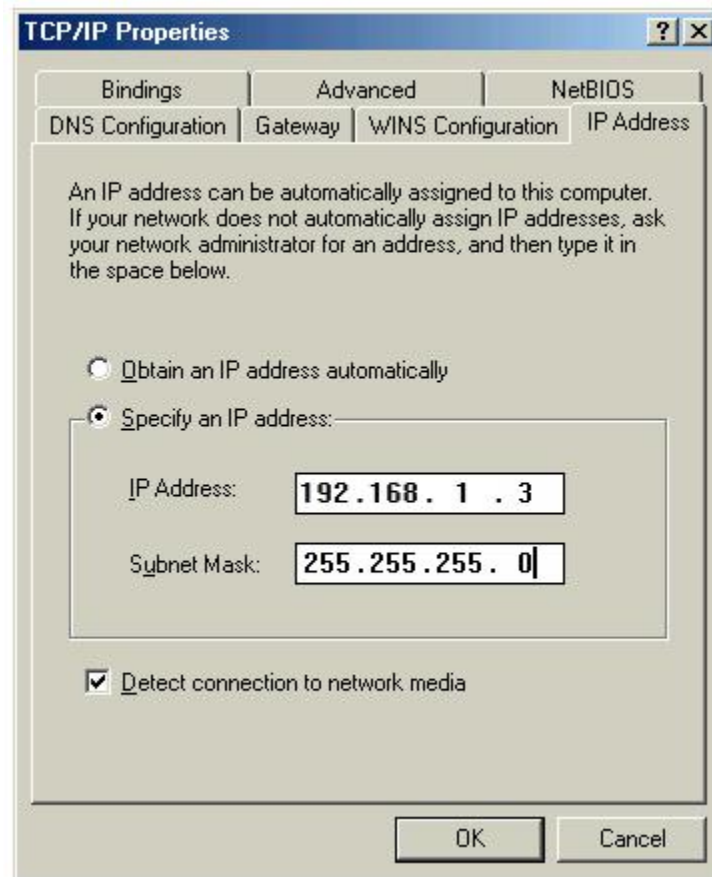 TCP/IP Properties
Bindings Advanced NetBIOS
DNS Configuration Gateway WINS Configuration IP Address
An IP address can be automatically assigned to this computer.
If your network does not automatically assign IP addresses, ask
your network administrator for an address, and then type it in
the space below.
Obtain an IP address automatically
Specify an IP address:
IP Address: 192.168. 1 . 3
Subnet Mask: 255.255.255. 0
Detect connection to network media
OK Cancel